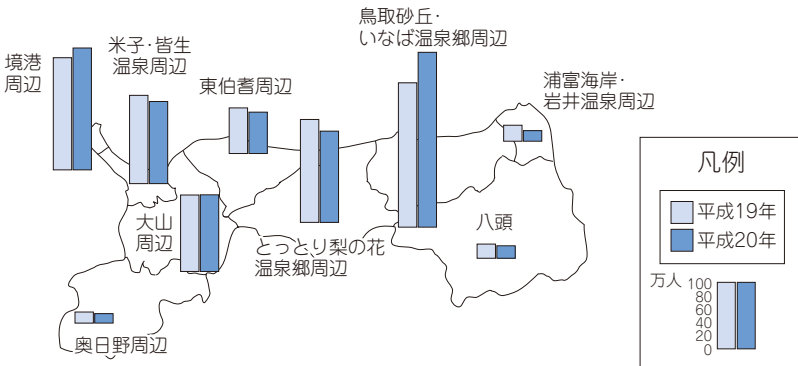 鳥取砂丘・
いなば温泉郷周辺
米子・皆生
温泉周辺
境港
周辺
東伯耆周辺
浦富海岸・
岩井温泉周辺
大山
周辺
とっとり梨の花
温泉郷周辺
八頭
奥日野周辺
凡例
平成19年
平成20年
万人
100
80
60
40
20
0